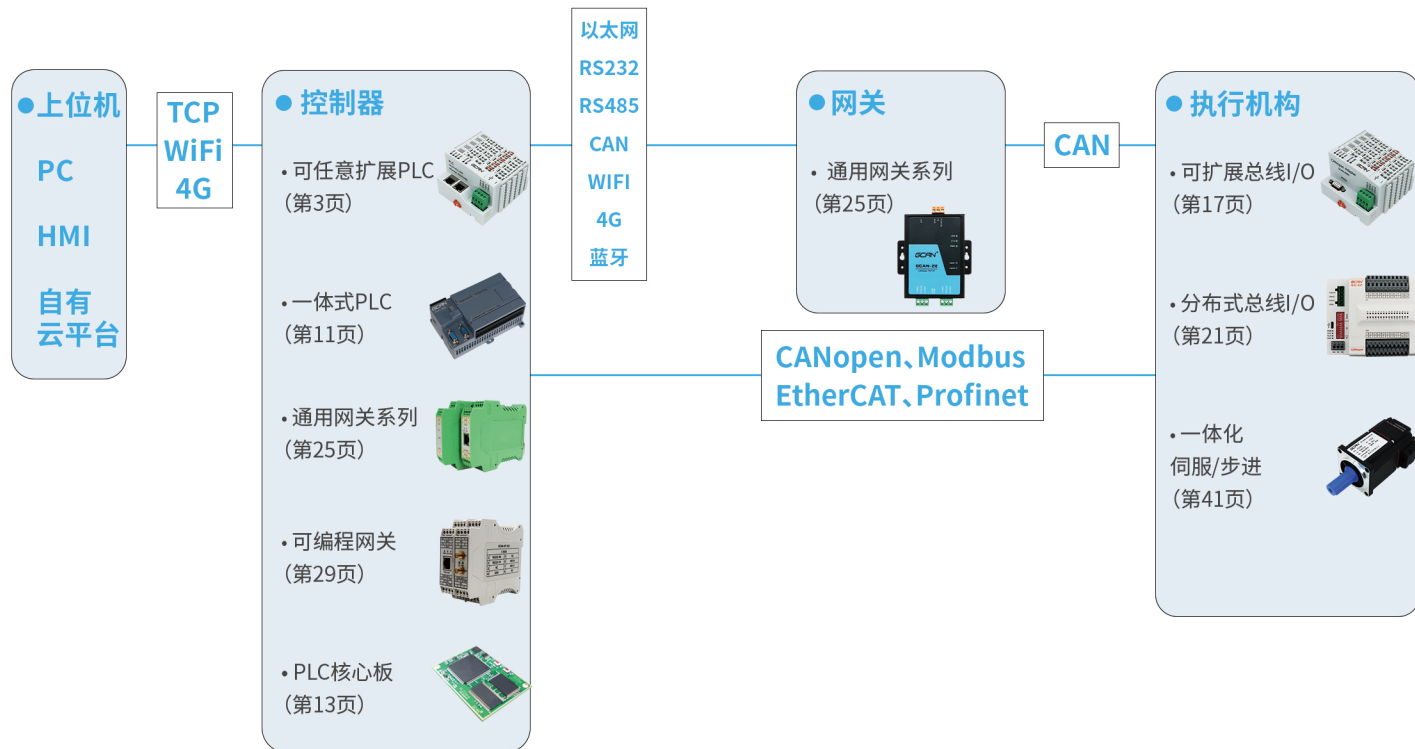 上位机
PC
HMI
自有
云平台
TCP
WiFi
4G
控制器
• 可任意扩展PLC
(第3页)
• 一体式PLC
(第11页)
• 通用网关系列
(第25页)
• 可编程网关
(第29页)
• PLC核心板
(第13页)
以太网
RS232
RS485
CAN
WIFI
4G
蓝牙
网关
• 通用网关系列
(第25页)
GCAN
CANopen、Modbus
EtherCAT、Profinet
CAN
执行机构
• 可扩展总线I/O
(第17页)
• 分布式总线I/O
(第21页)
• 一体化
伺服/步进
(第41页)